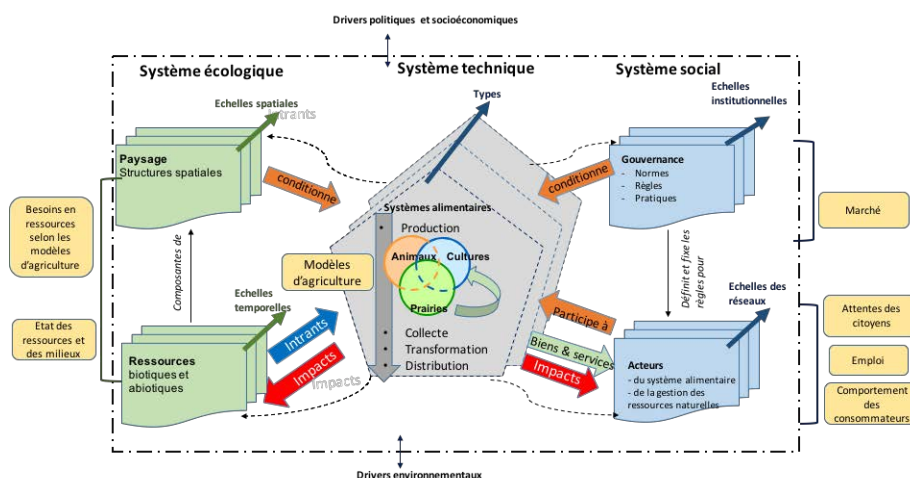 Drivers politiques et socioéconomiques
Système écologique
Système technique
Système social
Echelles spatiales
Intrants
Types
Echelles
institutionnelles
Paysage
Structures spatiales
conditionne
conditionne
Gouvernance
- Normes
- Règles
- Pratiques
Besoins en
ressources
selon les
modèles
d'agriculture
Marché
Systèmes alimentaires
• Production
Animaux
Cultures
Prairies
Modèles
d'agriculture
Composantes de
Définit et fixe les
règles pour
Echelles
temporelles
Echelles des
réseaux
Etat des
ressources et
des milieux
Attentes des
citoyens
Ressources
biotiques et
abiotiques
Intrants
Impacts
Impacts
• Collecte
• Transformation
• Distribution
Participe à
Biens & services
Impacts
Acteurs
- du système alimentaire
- de la gestion des
ressources naturelles
Emploi
Comportement
des
consommateurs
Drivers environnementaux